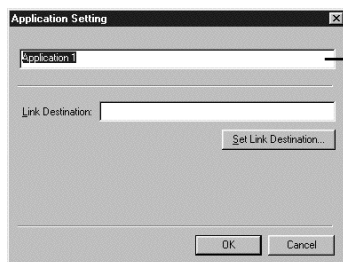 Application Setting
Application 1
Link Destination:
Set Link Destination...
OK
Cancel